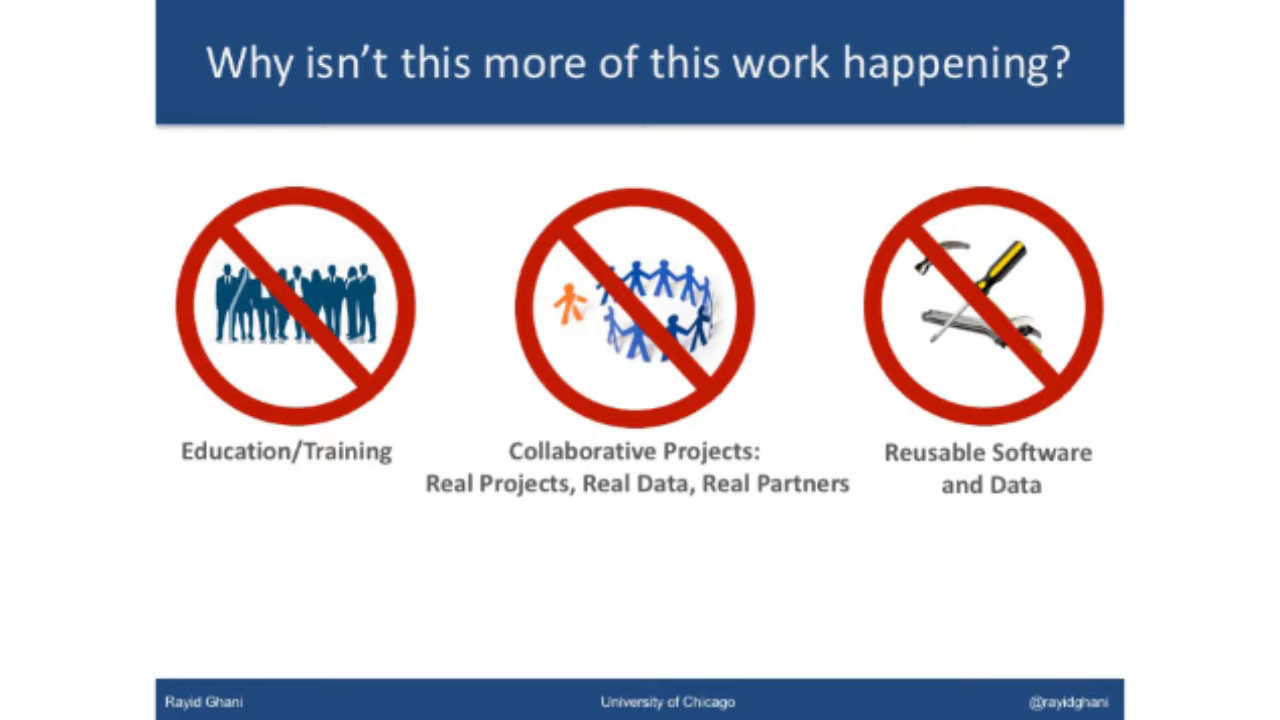 Why isn't this more of this work happening?
Education/Training
Collaborative Projects:
Real Projects, Real Data, Real Partners
Reusable Software
and Data
Rayid Ghani
University of Chicago
@rayidghani